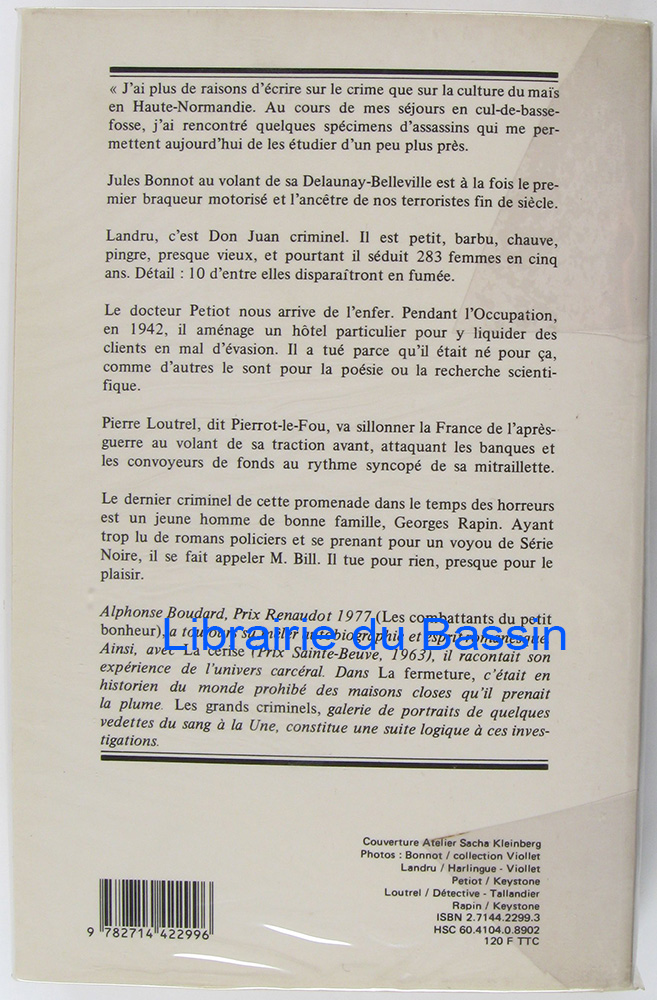 « J'ai plus de raisons d'écrire sur le crime que sur la culture du maïs
en Haute-Normandie. Au cours de mes séjours en cul-de-basse-
fosse, j'ai rencontré quelques spécimens d'assassins qui me per-
mettent aujourd'hui de les étudier d'un peu plus près.
Jules Bonnot au volant de sa Delaunay-Belleville est à la fois le pre-
mier braqueur motorisé et l'ancêtre de nos terroristes fin de siècle.
Landru, c'est Don Juan criminel. Il est petit, barbu, chauve,
pingre, presque vieux, et pourtant il séduit 283 femmes en cinq
ans. Détail : 10 d'entre elles disparaîtront en fumée.
Le docteur Petiot nous arrive de l'enfer. Pendant l'Occupation,
en 1942, il aménage un hôtel particulier pour y liquider des
clients en mal d'évasion. Il a tué parce qu'il était né pour ça,
comme d'autres le sont pour la poésie ou la recherche scienti-
fique.
Pierre Loutrel, dit Pierrot-le-Fou, va sillonner la France de l'après-
guerre au volant de sa traction avant, attaquant les banques et
les convoyeurs de fonds au rythme syncopé de sa mitraillette.
Le dernier criminel de cette promenade dans le temps des horreurs
est un jeune homme de bonne famille, Georges Rapin. Ayant
trop lu de romans policiers et se prenant pour un voyou de Série
Noire, il se fait appeler M. Bill. Il tue pour rien, presque pour le
plaisir.
Alphonse Boudard, Prix Renaudot 1977 (Les combattants du petit
bonheur), a toujours su mêler autobiographie et esprit romanesque.
Librairie du Bassin
Ainsi, avec La cerise (Prix Sainte-Beuve, 1963), il racontait son
expérience de l'univers carcéral. Dans La fermeture, c'était en
historien du monde prohibé des maisons closes qu'il prenait
la plume. Les grands criminels, galerie de portraits de quelques
vedettes du sang à la Une, constitue une suite logique à ces inves-
tigations.
Couverture Atelier Sacha Kleinberg
Photos : Bonnot / collection Viollet
Landru / Harlingue - Viollet
Petiot / Keystone
Loutrel / Détective - Tallandier
Rapin / Keystone
ISBN 2.7144.2299.3
HSC 60.4104.0.8902
120 F TTC
9 782714 422996